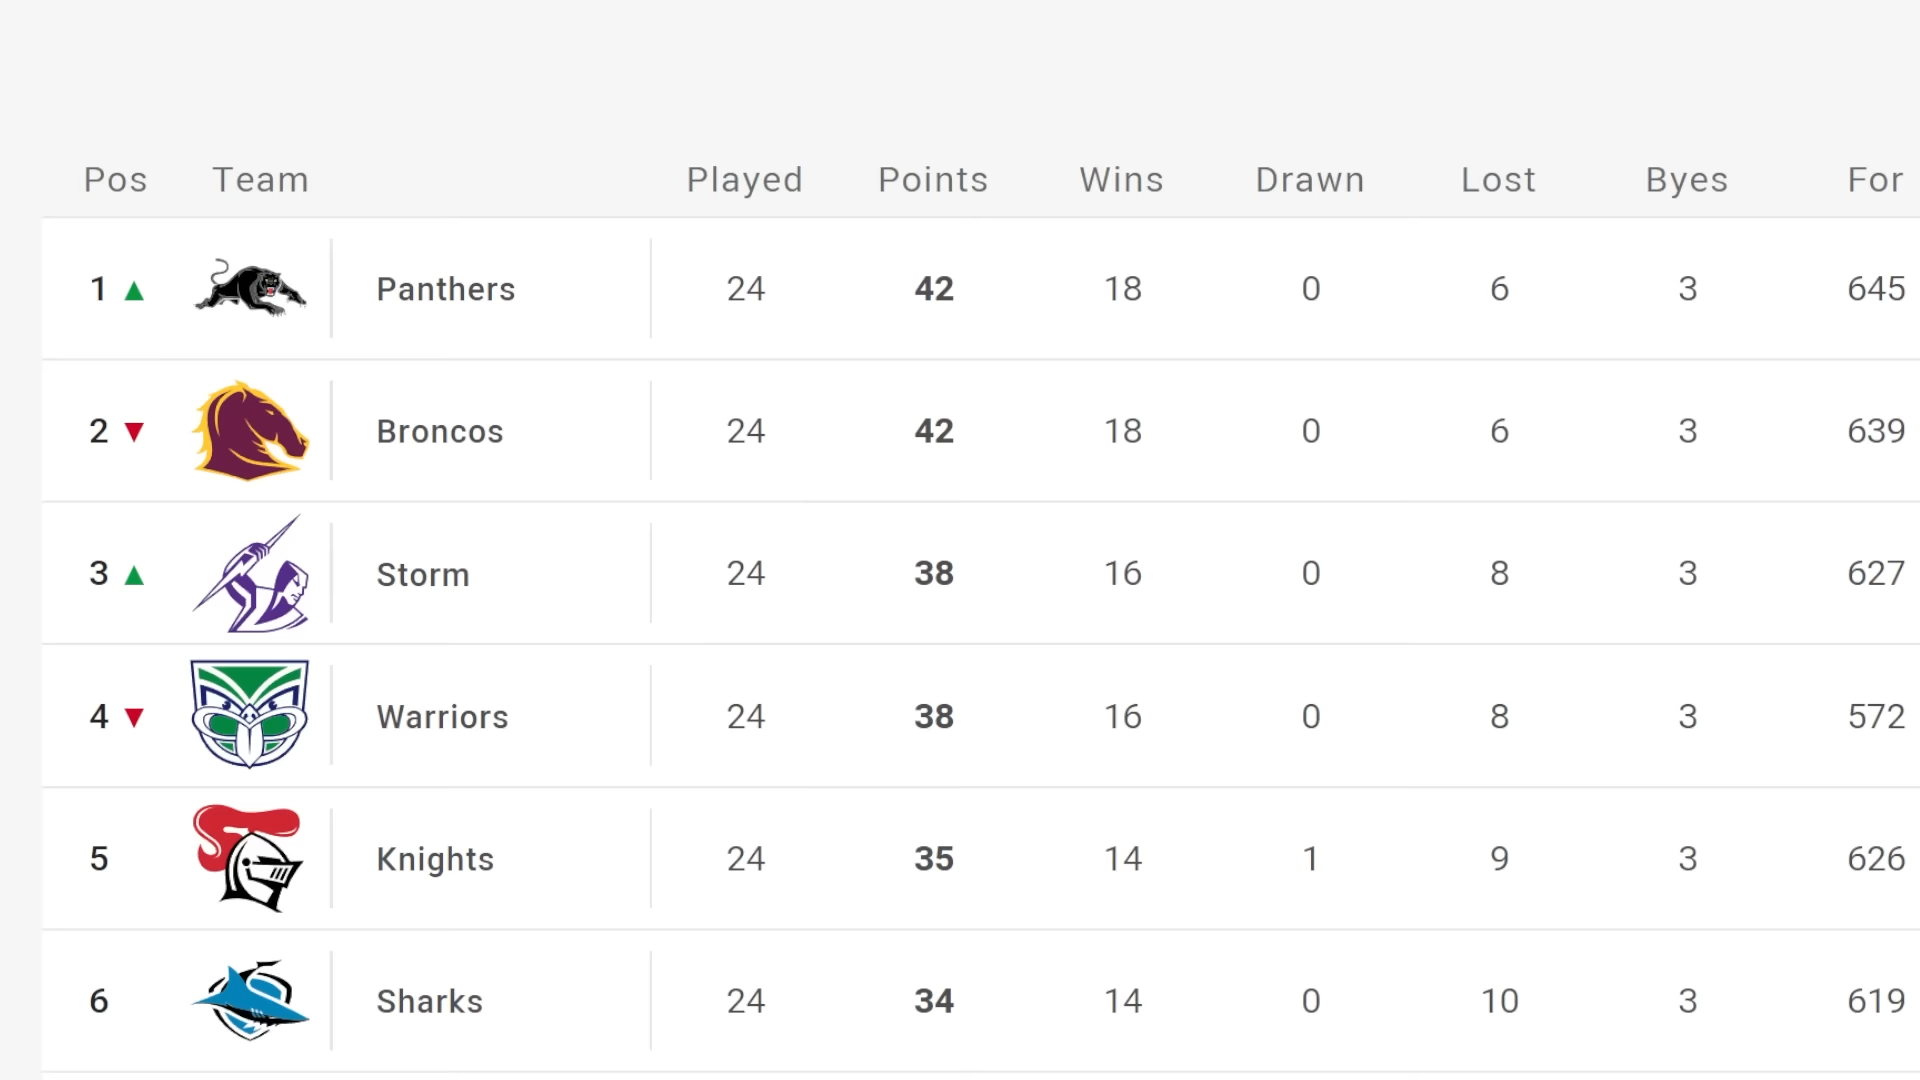 Pos Team Played Points Wins Drawn Lost Byes For
1 Panthers 24 42 18 0 6 3 645
2 Broncos 24 42 18 0 6 3 639
3 Storm 24 38 16 0 8 3 627
4 Warriors 24 38 16 0 8 3 572
5 Knights 24 35 14 1 9 3 626
6 Sharks 24 34 14 0 10 3 619